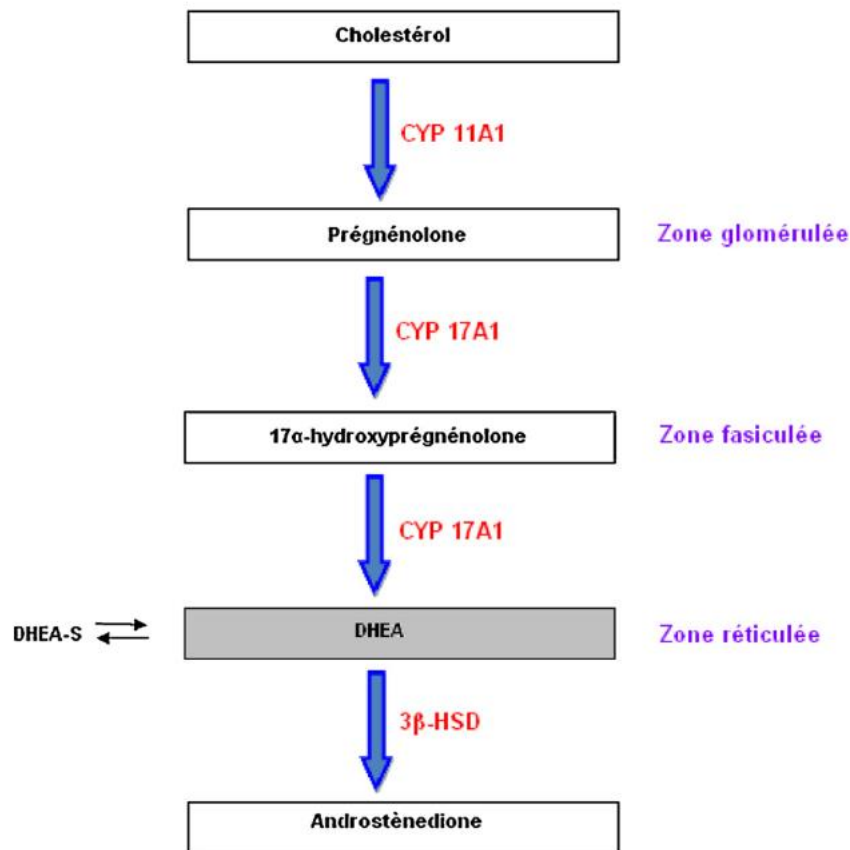 Cholestérol
CYP 11A1
Prégnénolone
Zone glomérulée
CYP 17A1
17α-hydroxyprégnénolone
Zone fasiculée
CYP 17A1
DHEA-S
DHEA
Zone réticulée
3β-HSD
Androstènedione